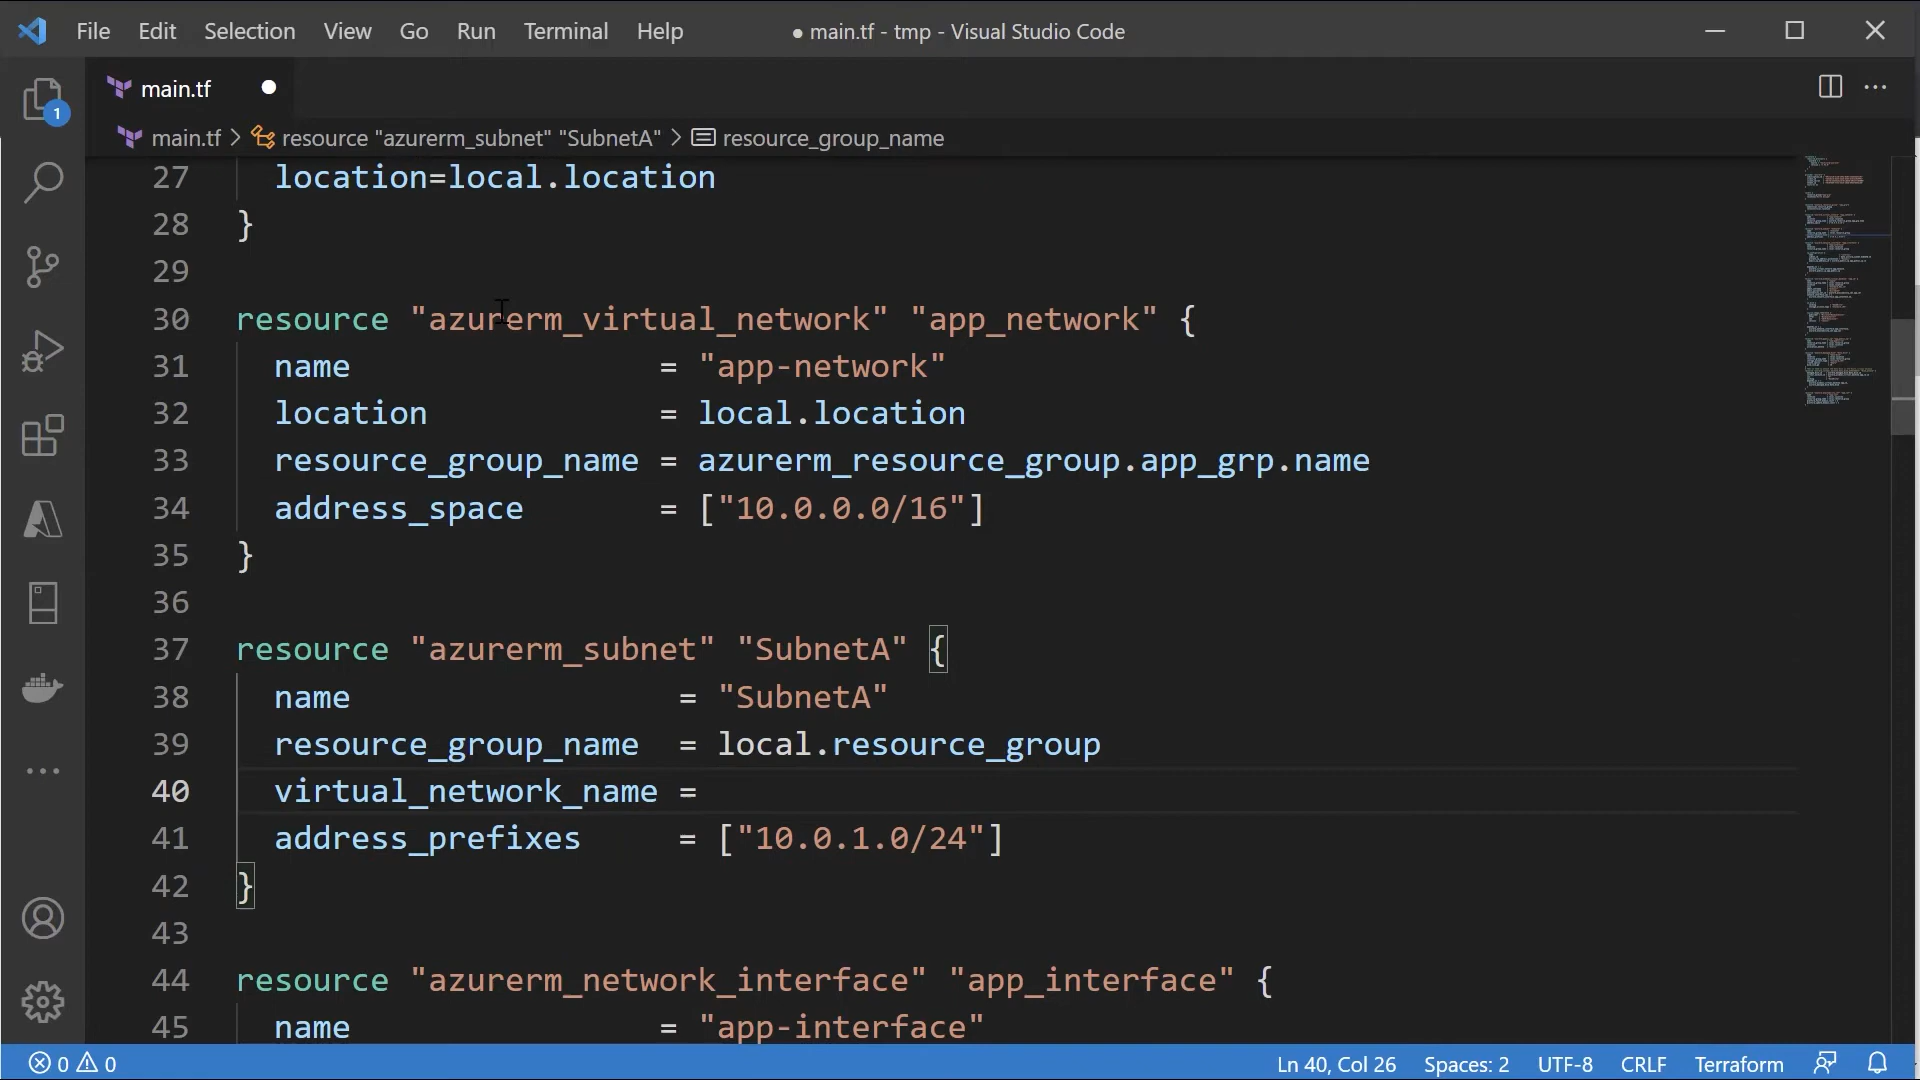 File Edit Selection View Go Run Terminal Help ● main.tf - tmp - Visual Studio Code
main.tf ●
1
main.tf > resource "azurerm_subnet" "SubnetA" > resource_group_name
27 location=local.location
28 }
29
30 resource "azurerm_virtual_network" "app_network" {
31 name = "app-network"
32 location = local.location
33 resource_group_name = azurerm_resource_group.app_grp.name
34 address_space = ["10.0.0.0/16"]
35 }
36
37 resource "azurerm_subnet" "SubnetA" {
38 name = "SubnetA"
39 resource_group_name = local.resource_group
40 virtual_network_name =
41 address_prefixes = ["10.0.1.0/24"]
42 }
43
44 resource "azurerm_network_interface" "app_interface" {
45 name = "app-interface"
0 0 Ln 40, Col 26 Spaces: 2 UTF-8 CRLF Terraform